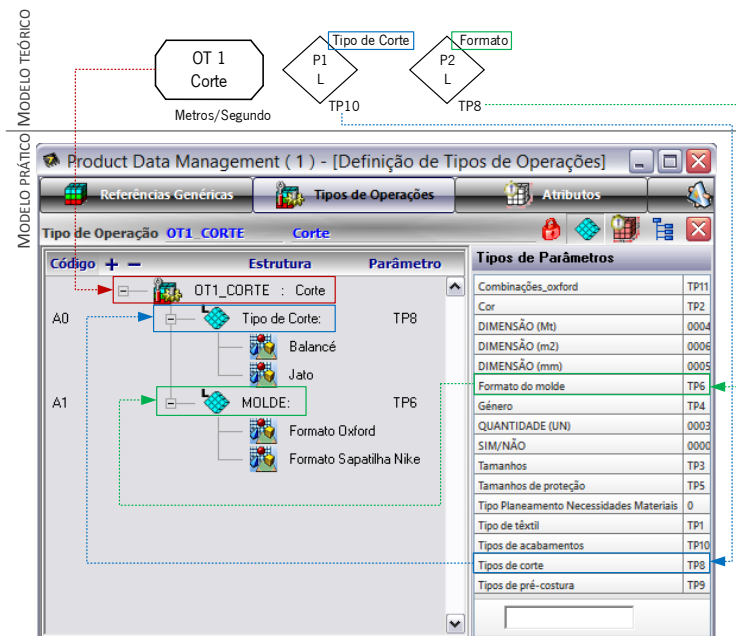 MODELO TEÓRICO
OT 1
Corte
Metros/Segundo
P1
L
Tipo de Corte
TP10
P2
L
Formato
TP8
MODELO PRÁTICO
Product Data Management ( 1 ) - [Definição de Tipos de Operações]
Referências Genéricas
Tipos de Operações
Atributos
Tipo de Operação OT1_CORTE Corte
Código + − Estrutura Parâmetro
OT1_CORTE : Corte
A0 Tipo de Corte: TP8
Balancé
Jato
A1 MOLDE: TP6
Formato Oxford
Formato Sapatilha Nike
Tipos de Parâmetros
Combinações_oxford TP11
Cor TP2
DIMENSÃO (Mt) 0004
DIMENSÃO (m2) 0006
DIMENSÃO (mm) 0005
Formato do molde TP6
Género TP4
QUANTIDADE (UN) 0003
SIM/NÃO 0000
Tamanhos TP3
Tamanhos de proteção TP5
Tipo Planeamento Necessidades Materiais 0
Tipo de têxtil TP1
Tipos de acabamentos TP10
Tipos de corte TP8
Tipos de pré-costura TP9